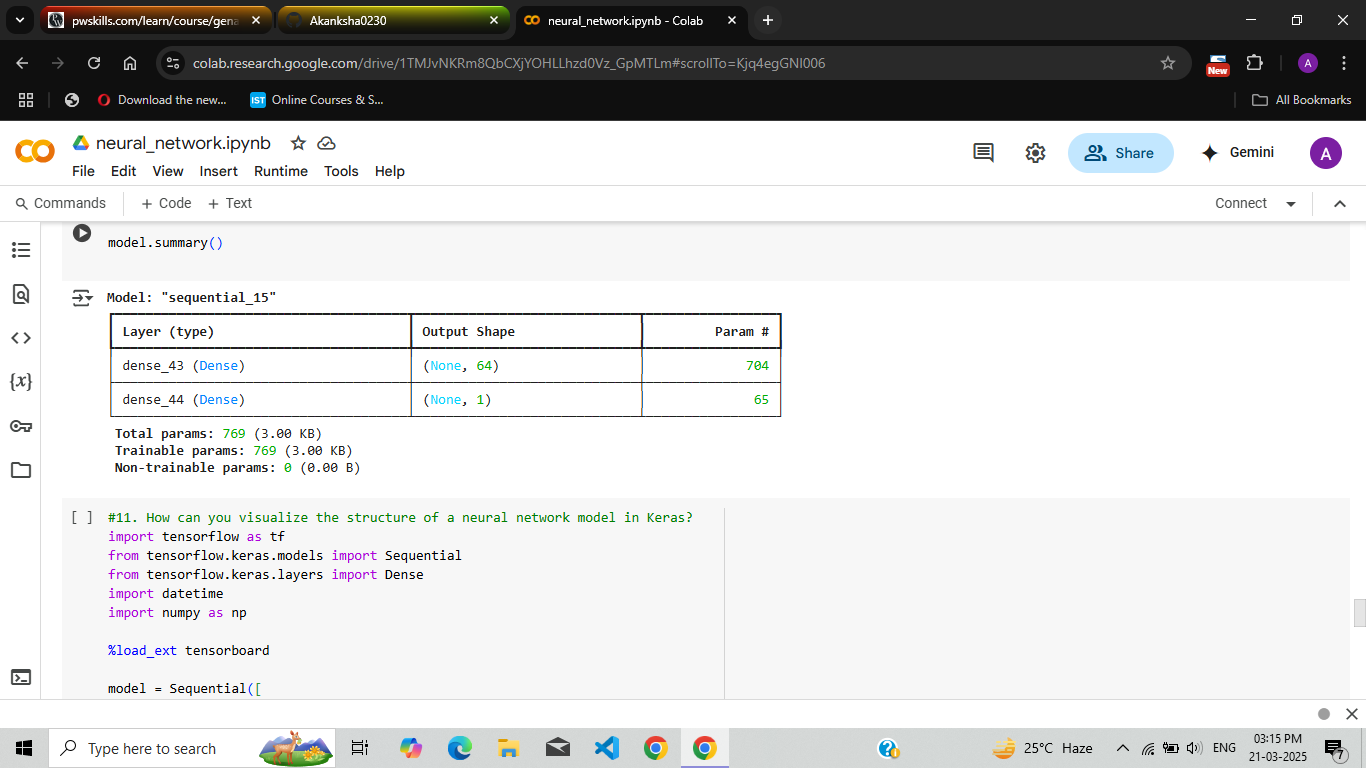 pwskills.com/learn/course/gena
Akanksha0230
neural_network.ipynb - Colab
colab.research.google.com/drive/1TMJvNKRm8QbCXjYOHLLhzd0Vz_GpMTLm#scrollTo=Kjq4egGNI006
New
A
Download the new...
IST
Online Courses & S...
All Bookmarks
neural_network.ipynb
File Edit View Insert Runtime Tools Help
Share
Gemini
A
Commands + Code + Text
Connect
model.summary()
Model: "sequential_15"
Layer (type) Output Shape Param #
dense_43 (Dense) (None, 64) 704
dense_44 (Dense) (None, 1) 65
Total params: 769 (3.00 KB)
Trainable params: 769 (3.00 KB)
Non-trainable params: 0 (0.00 B)
[ ] #11. How can you visualize the structure of a neural network model in Keras?
import tensorflow as tf
from tensorflow.keras.models import Sequential
from tensorflow.keras.layers import Dense
import datetime
import numpy as np
%load_ext tensorboard
model = Sequential([
Type here to search
25°C Haze
ENG
03:15 PM
21-03-2025
7